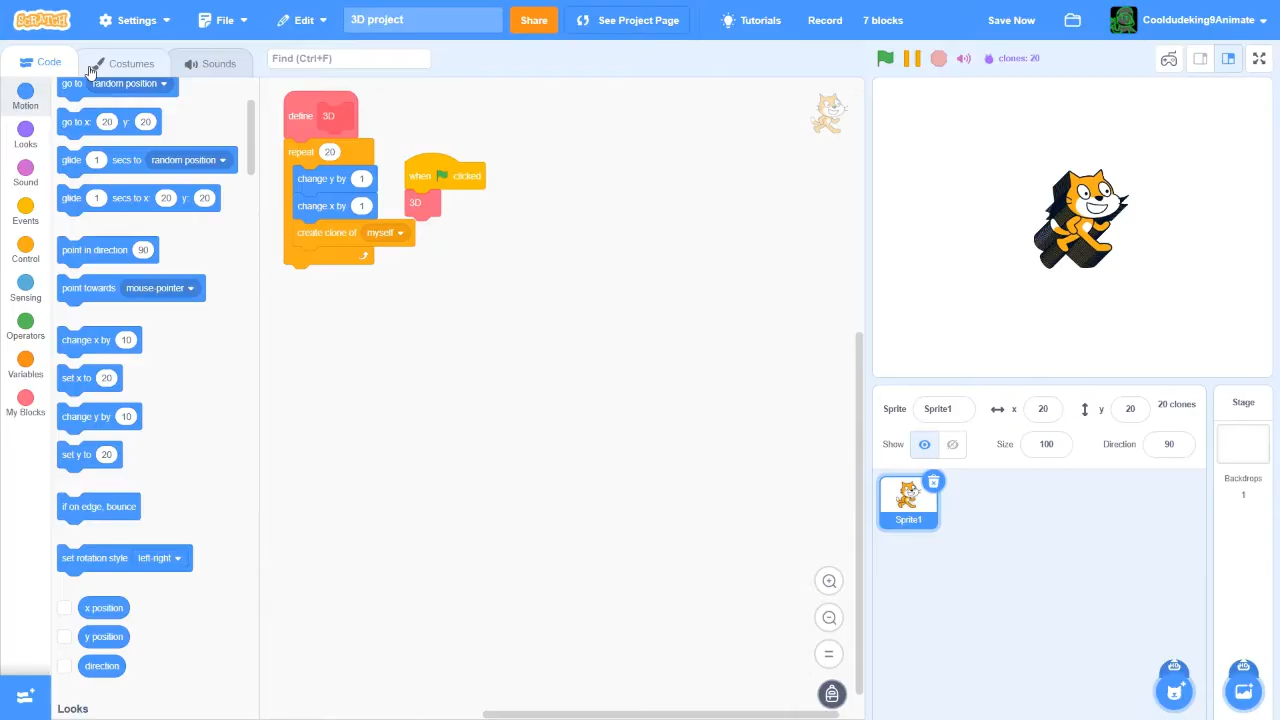 SCRATCH Settings File Edit 3D project Share See Project Page Tutorials Record 7 blocks Save Now Cooldudeking9Animate
Code Costumes Sounds Find (Ctrl+F) clones: 20
Motion
Looks
Sound
Events
Control
Sensing
Operators
Variables
My Blocks
go to random position
go to x: 20 y: 20
glide 1 secs to random position
glide 1 secs to x: 20 y: 20
point in direction 90
point towards mouse-pointer
change x by 10
set x to 20
change y by 10
set y to 20
if on edge, bounce
set rotation style left-right
x position
y position
direction
Looks
define 3D
repeat 20
change y by 1
change x by 1
create clone of myself
when clicked
3D
Sprite Sprite1 x 20 y 20 20 clones
Show Size 100 Direction 90
Sprite1
Stage
Backdrops
1